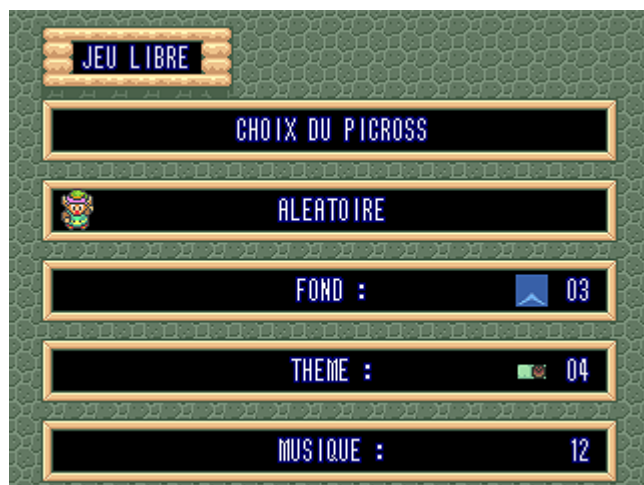 JEU LIBRE
CHOIX DU PICROSS
ALEATOIRE
FOND : 03
THEME : 04
MUSIQUE : 12